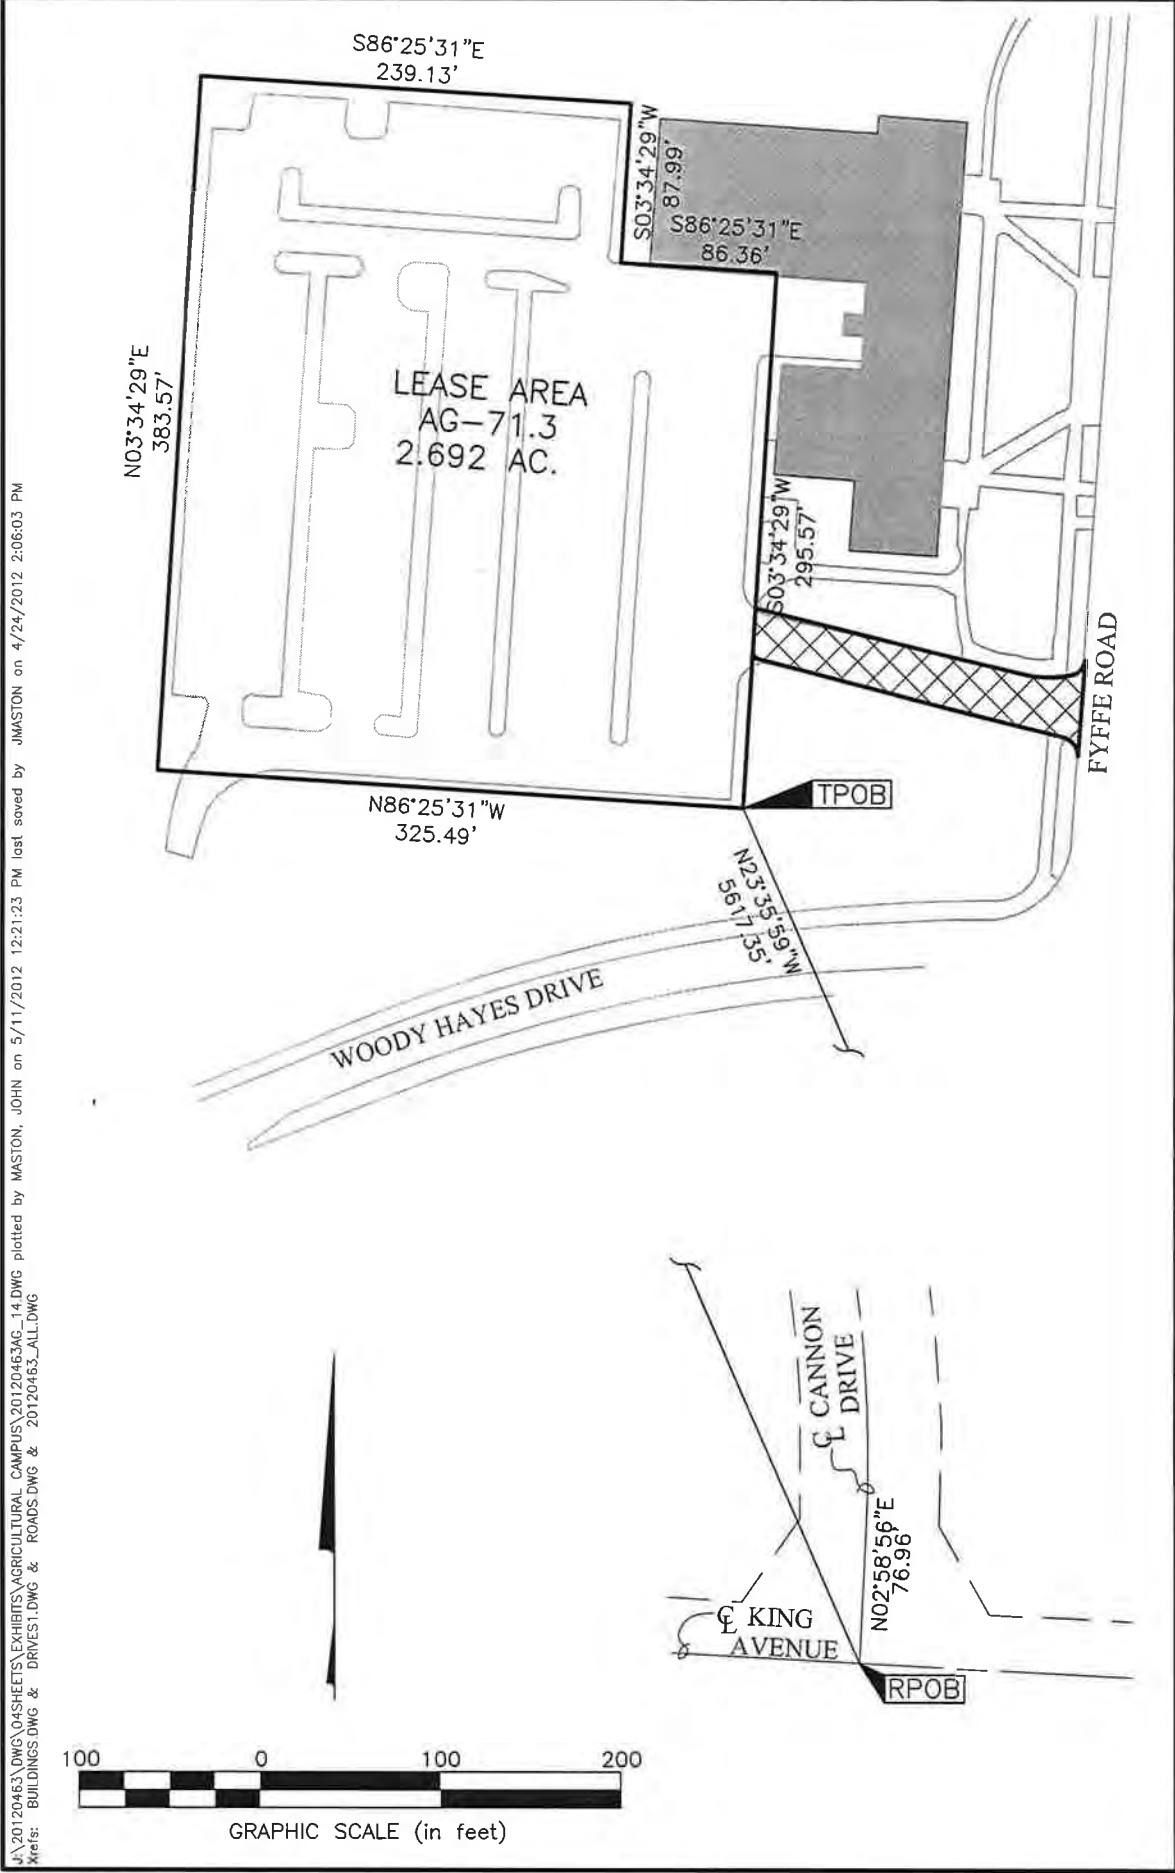 S86°25'31"E
239.13'
S03°34'29"W
87.99'
S86°25'31"E
86.36'
N03°34'29"E
383.57'
LEASE AREA
AG-71.3
2.692 AC.
S03°34'29"W
295.57'
FYFFE ROAD
TPOB
N86°25'31"W
325.49'
N23°35'59"W
5617.35'
WOODY HAYES DRIVE
℄ CANNON
DRIVE
N02°58'56"E
76.96'
℄ KING
AVENUE
RPOB
100 0 100 200
GRAPHIC SCALE (in feet)
J:\20120463\DWG\04SHEETS\EXHIBITS\AGRICULTURAL CAMPUS\20120463AG_14.DWG plotted by MASTON, JOHN on 5/11/2012 12:21:23 PM last saved by JMASTON on 4/24/2012 2:06:03 PM
Xrefs: BUILDINGS.DWG & DRIVES1.DWG & ROADS.DWG & 20120463_ALL.DWG